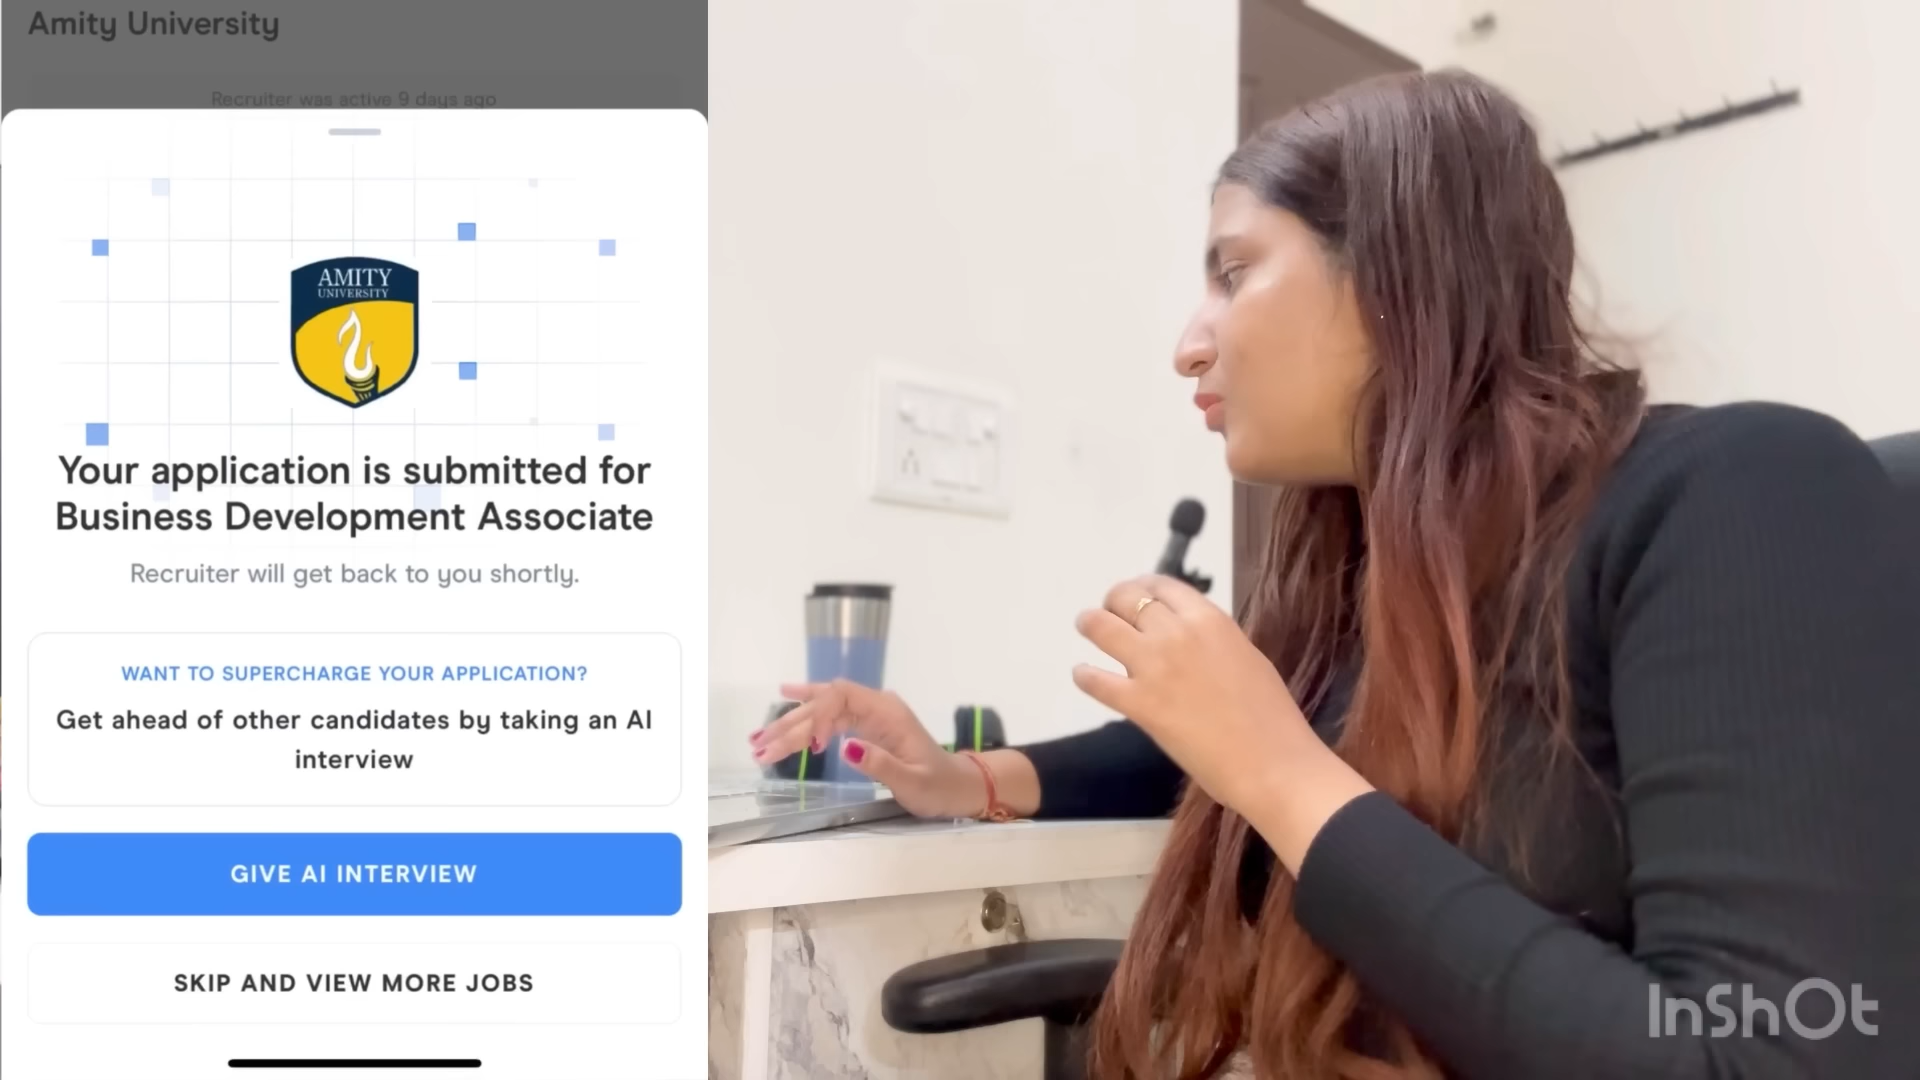 Amity University
Recruiter was active 9 days ago
AMITY
UNIVERSITY
Your application is submitted for
Business Development Associate
Recruiter will get back to you shortly.
WANT TO SUPERCHARGE YOUR APPLICATION?
Get ahead of other candidates by taking an AI
interview
GIVE AI INTERVIEW
SKIP AND VIEW MORE JOBS
InShOt